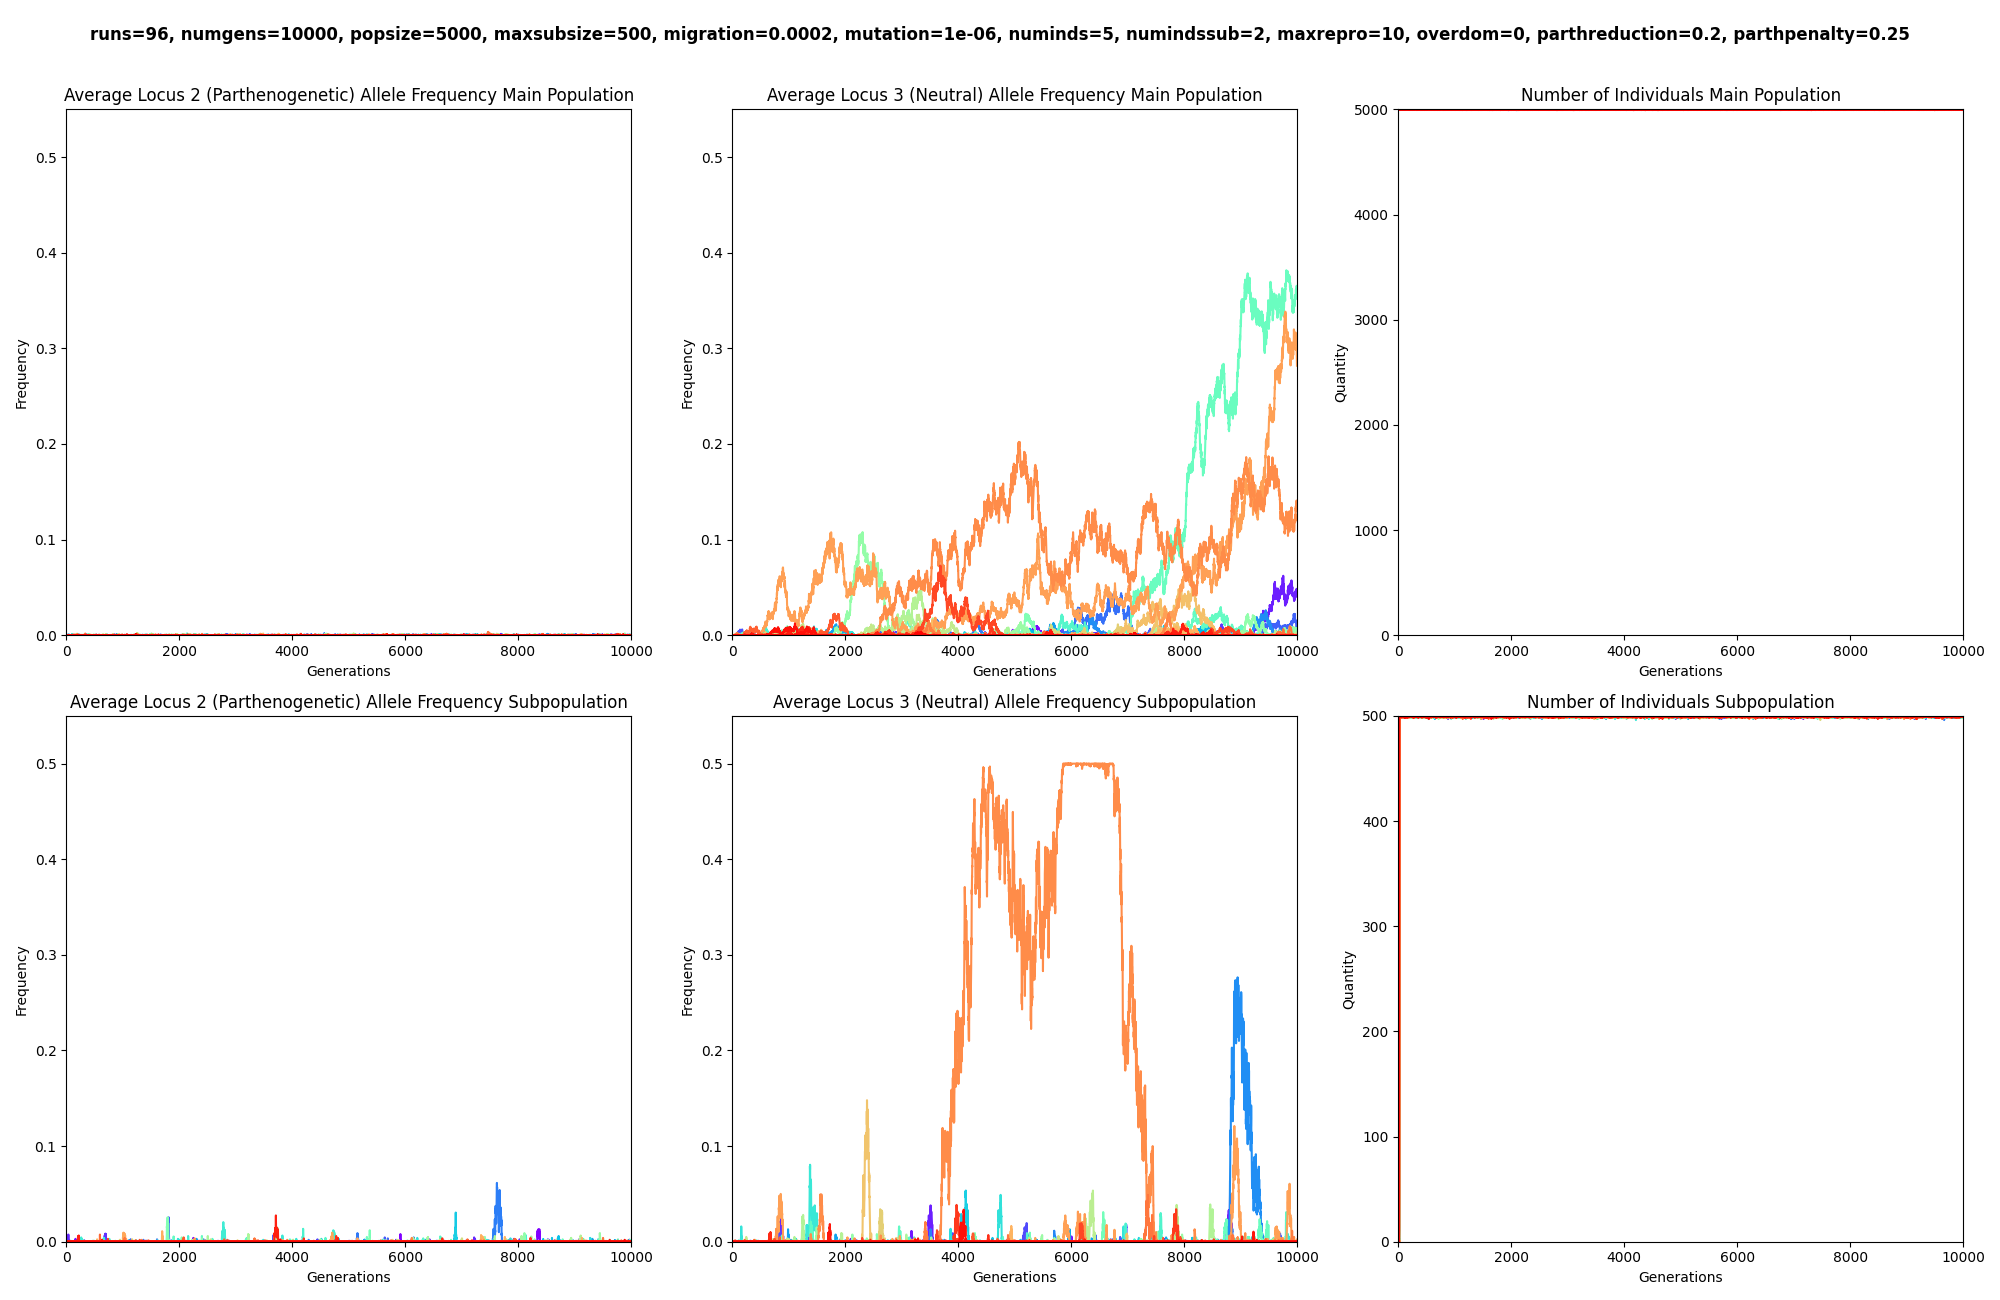 runs=96, numgens=10000, popsize=5000, maxsubsize=500, migration=0.0002, mutation=1e-06, numinds=5, numindssub=2, maxrepro=10, overdom=0, parthreduction=0.2, parthpenalty=0.25
Average Locus 2 (Parthenogenetic) Allele Frequency Main Population
0.5
0.4
0.3
0.2
0.1
0.0
Frequency
0 2000 4000 6000 8000 10000
Generations
Average Locus 3 (Neutral) Allele Frequency Main Population
0.5
0.4
0.3
0.2
0.1
0.0
Frequency
0 2000 4000 6000 8000 10000
Generations
Number of Individuals Main Population
5000
4000
3000
2000
1000
0
Quantity
0 2000 4000 6000 8000 10000
Generations
Average Locus 2 (Parthenogenetic) Allele Frequency Subpopulation
0.5
0.4
0.3
0.2
0.1
0.0
Frequency
0 2000 4000 6000 8000 10000
Generations
Average Locus 3 (Neutral) Allele Frequency Subpopulation
0.5
0.4
0.3
0.2
0.1
0.0
Frequency
0 2000 4000 6000 8000 10000
Generations
Number of Individuals Subpopulation
500
400
300
200
100
0
Quantity
0 2000 4000 6000 8000 10000
Generations